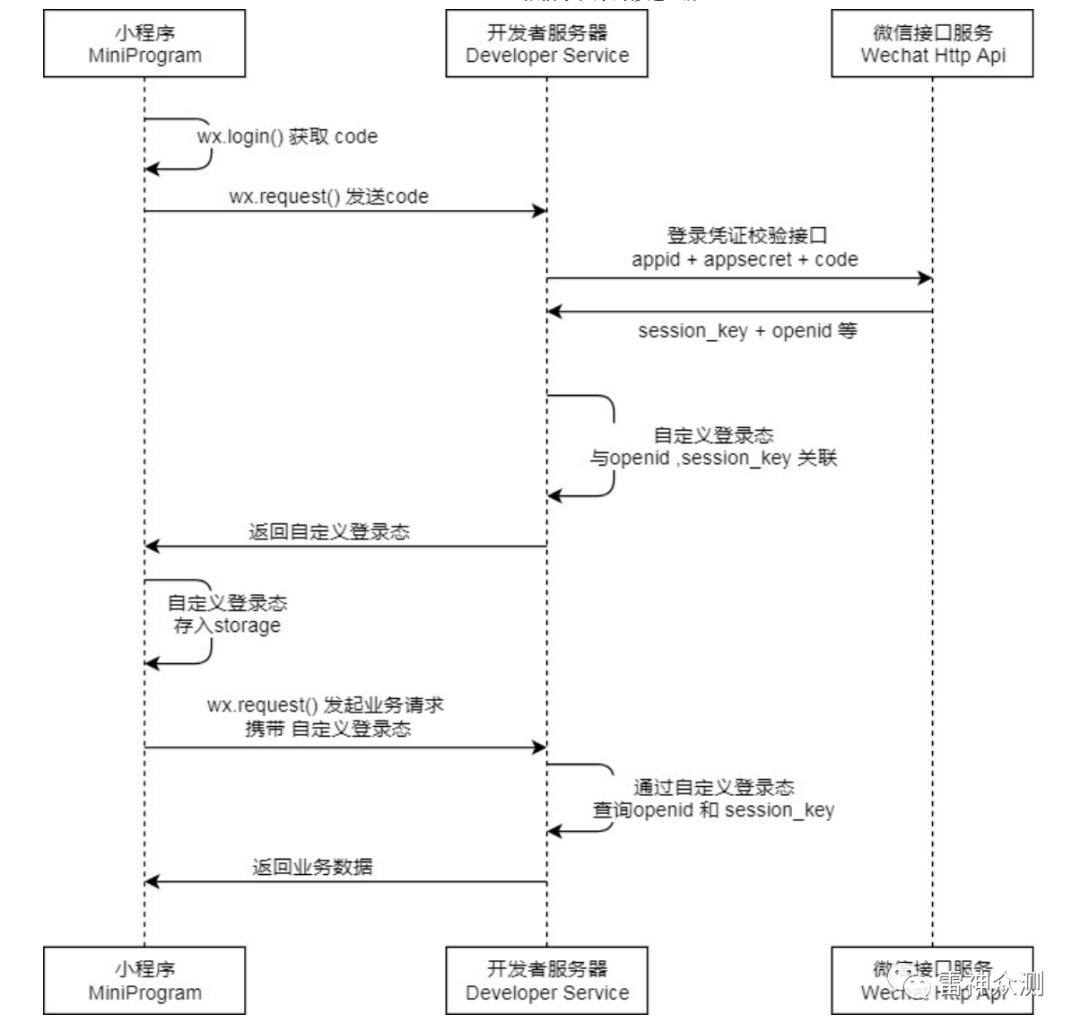 小程序
MiniProgram
开发者服务器
Developer Service
微信接口服务
Wechat Http Api
wx.login() 获取 code
wx.request() 发送code
登录凭证校验接口
appid + appsecret + code
session_key + openid 等
自定义登录态
与openid ,session_key 关联
返回自定义登录态
自定义登录态
存入storage
wx.request() 发起业务请求
携带 自定义登录态
通过自定义登录态
查询openid 和 session_key
返回业务数据
小程序
MiniProgram
开发者服务器
Developer Service
微信接口服务
Wechat Http Api
雷神众测